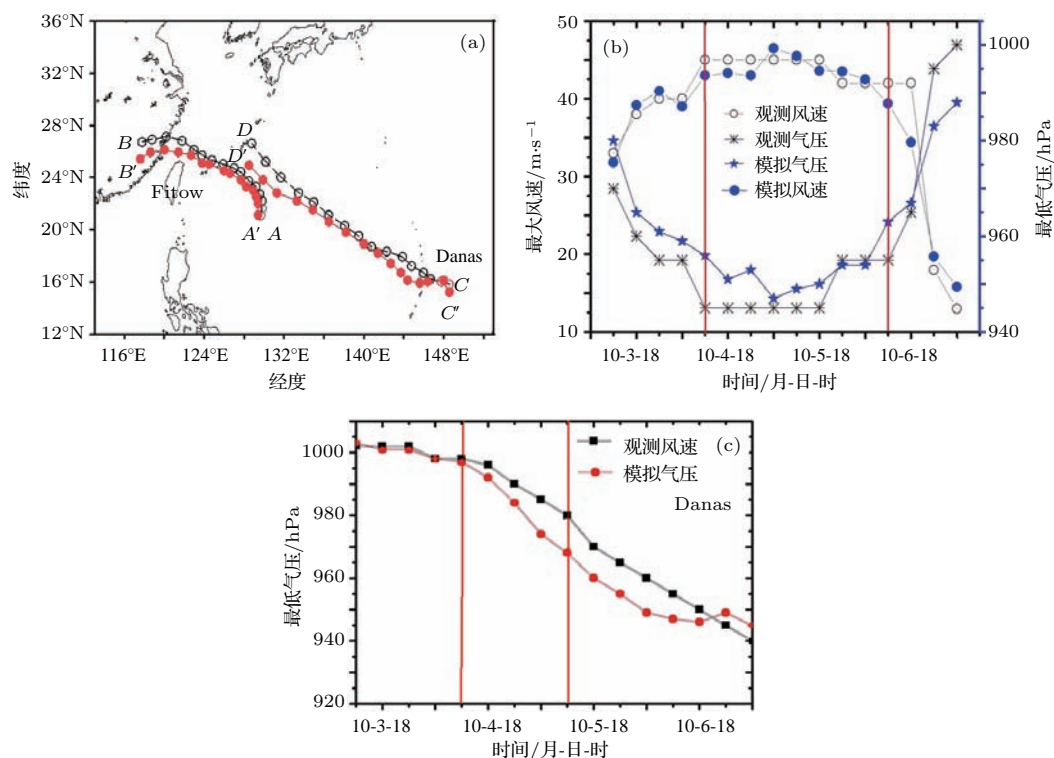 36°N
32°N
28°N
24°N
20°N
16°N
12°N
纬度
(a)
B
D
B′
D′
Fitow
A′ A
Danas
C
C″
116°E 124°E 132°E 140°E 148°E
经度
50
40
30
20
10
最大风速/m·s−1
(b)
观测风速
观测气压
模拟气压
模拟风速
1000
980
960
940
最低气压/hPa
10-3-18 10-4-18 10-5-18 10-6-18
时间/月-日-时
1000
980
960
940
920
最低气压/hPa
观测风速 (c)
模拟气压
Danas
10-3-18 10-4-18 10-5-18 10-6-18
时间/月-日-时